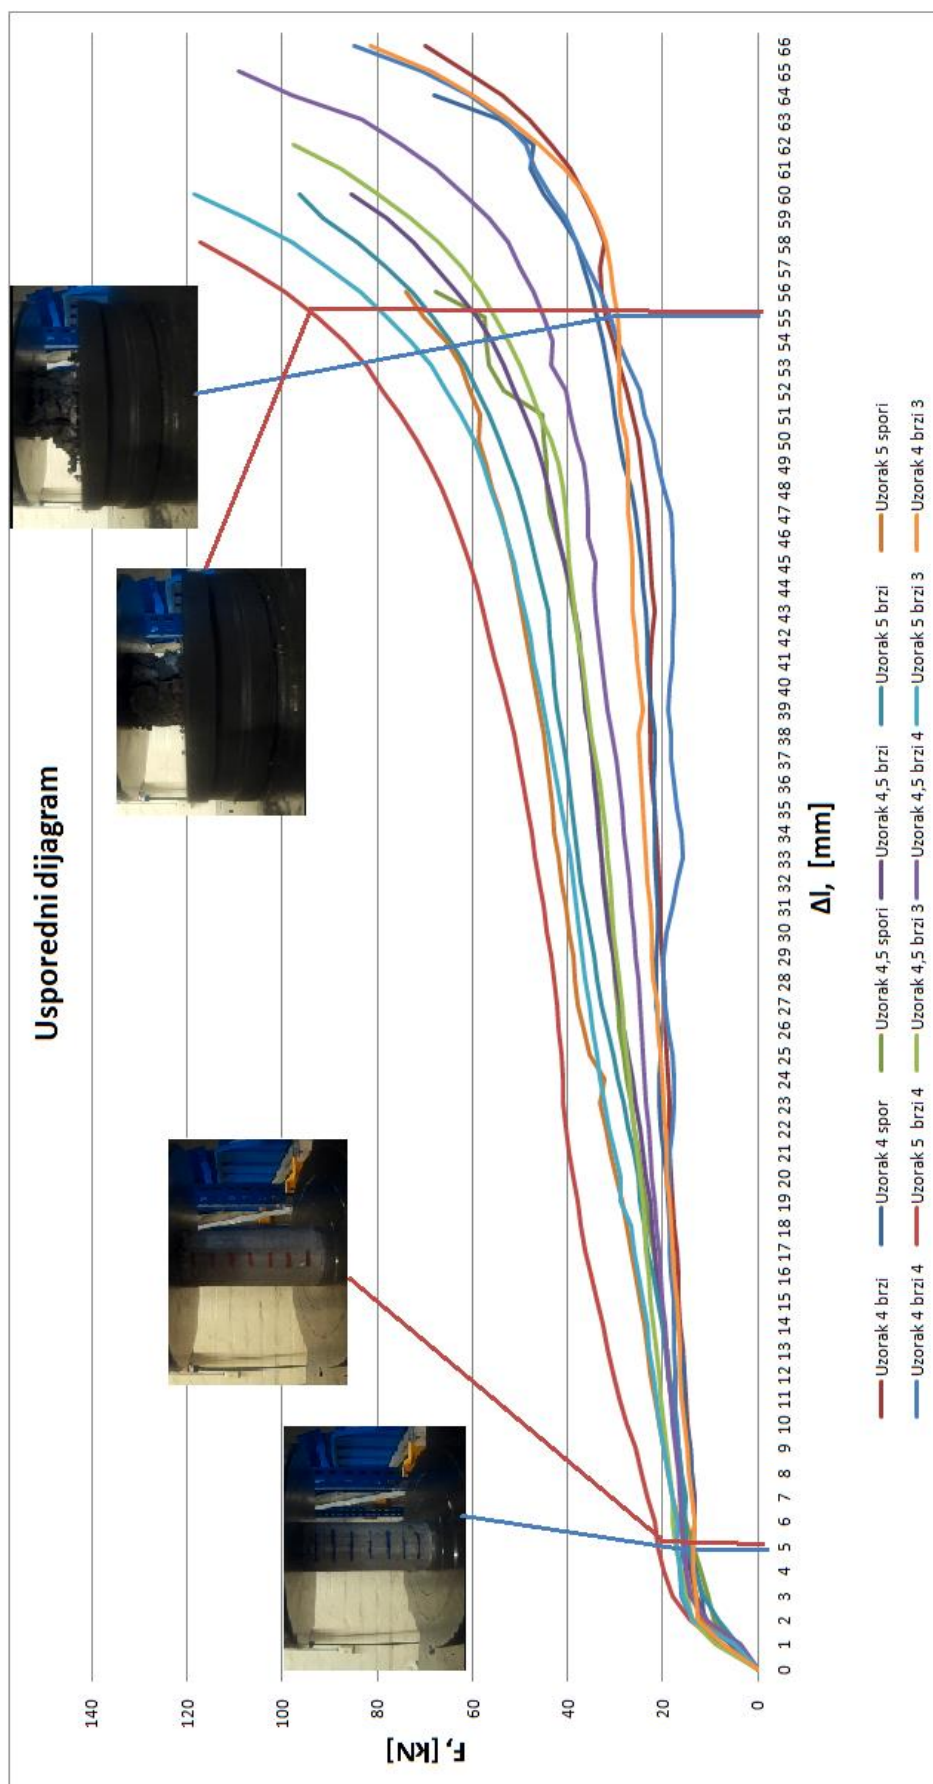 Usporedni dijagram
F, [kN]
140
120
100
80
60
40
20
0
0 1 2 3 4 5 6 7 8 9 10 11 12 13 14 15 16 17 18 19 20 21 22 23 24 25 26 27 28 29 30 31 32 33 34 35 36 37 38 39 40 41 42 43 44 45 46 47 48 49 50 51 52 53 54 55 56 57 58 59 60 61 62 63 64 65 66
Δl, [mm]
Uzorak 4 brzi Uzorak 4 spor Uzorak 4,5 spori Uzorak 4,5 brzi Uzorak 5 brzi Uzorak 5 spori
Uzorak 4 brzi 4 Uzorak 5 brzi 4 Uzorak 4,5 brzi 3 Uzorak 4,5 brzi 4 Uzorak 5 brzi 3 Uzorak 4 brzi 3